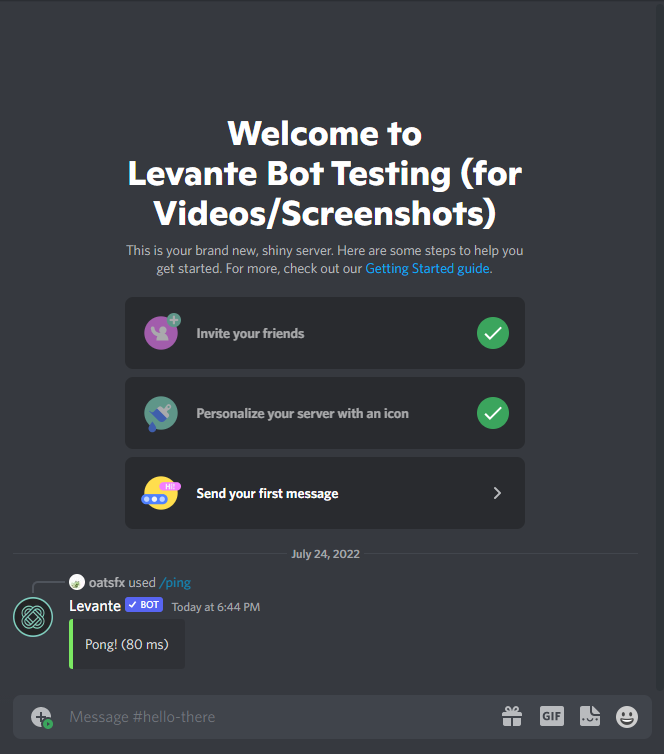 Welcome to
Levante Bot Testing (for
Videos/Screenshots)
This is your brand new, shiny server. Here are some steps to help you
get started. For more, check out our Getting Started guide.
Invite your friends
Personalize your server with an icon
Hi!
Send your first message
July 24, 2022
oatsfx used /ping
Levante BOT Today at 6:44 PM
Pong! (80 ms)
Message #hello-there
GIF